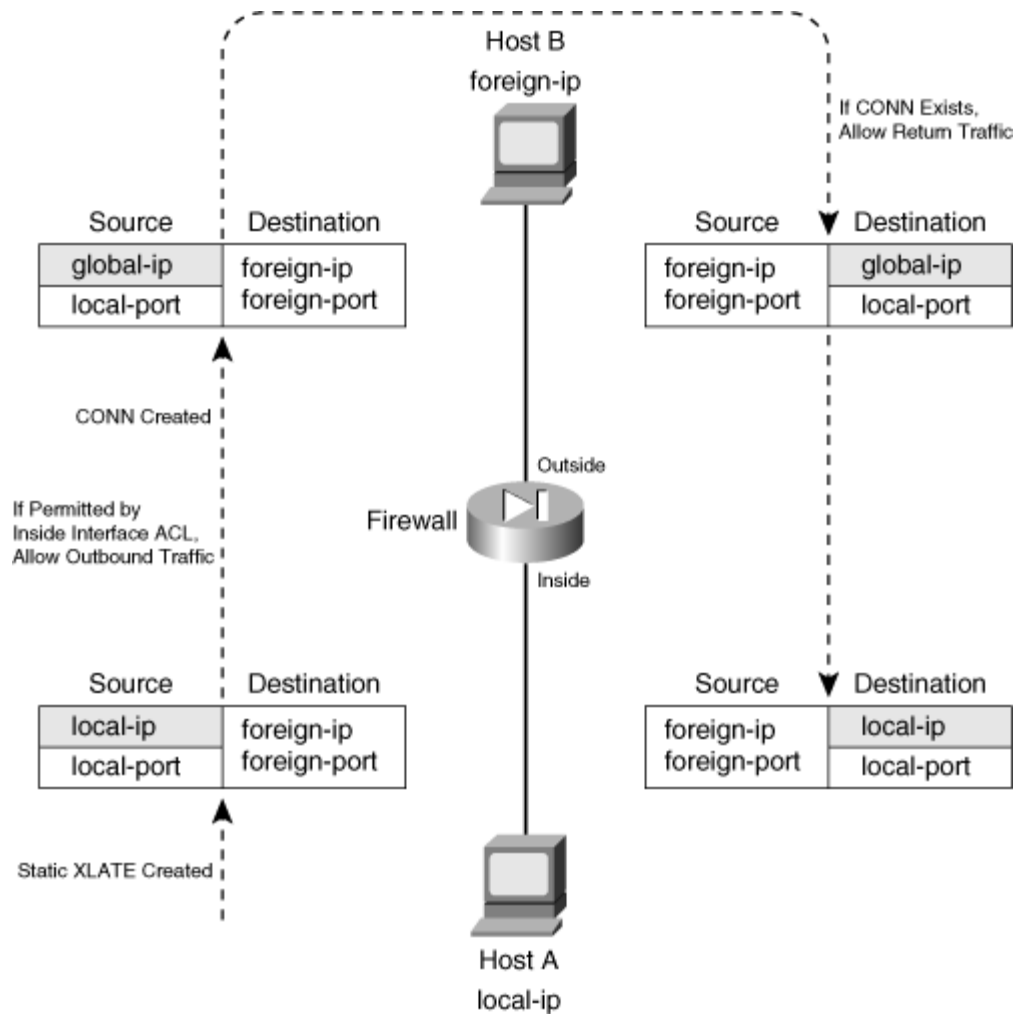 Host B
foreign-ip
If CONN Exists,
Allow Return Traffic
Source
Destination
global-ip
local-port
foreign-ip
foreign-port
Source
Destination
foreign-ip
foreign-port
global-ip
local-port
CONN Created
If Permitted by
Inside Interface ACL,
Allow Outbound Traffic
Outside
Firewall
Inside
Source
Destination
local-ip
local-port
foreign-ip
foreign-port
Source
Destination
foreign-ip
foreign-port
local-ip
local-port
Static XLATE Created
Host A
local-ip